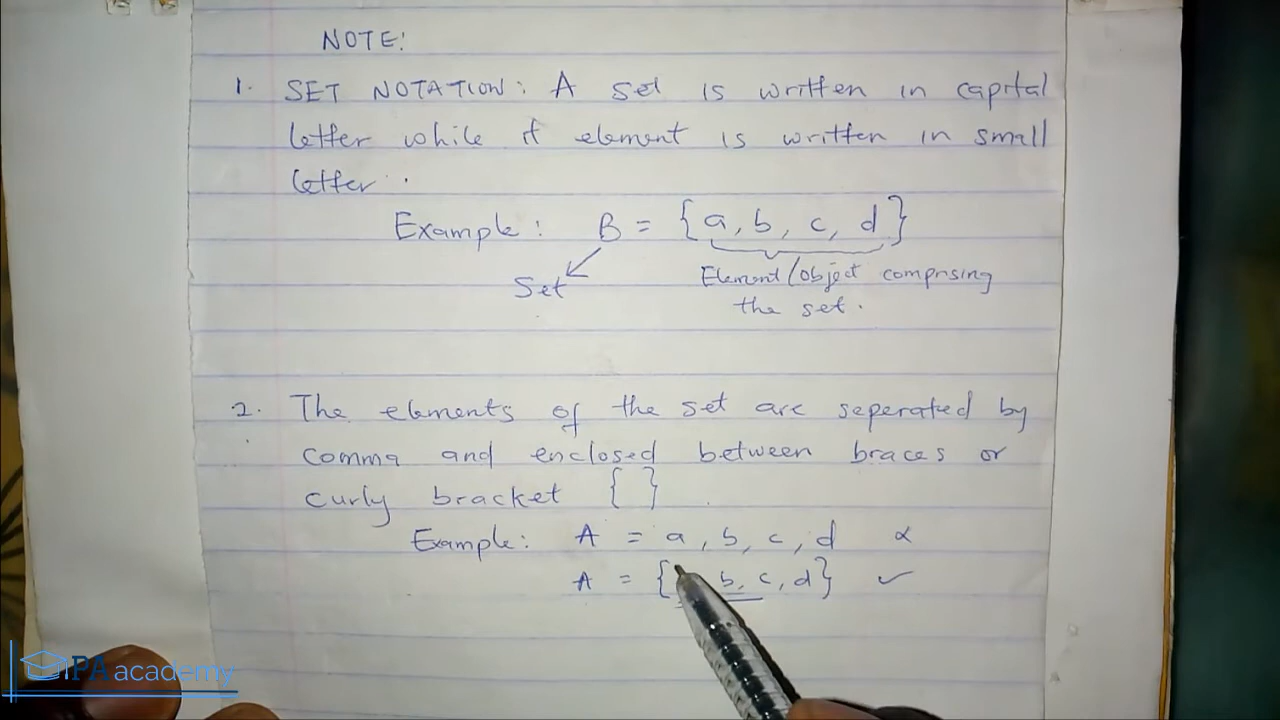 NOTE:
1. SET NOTATION: A set is written in capital
letter while it element is written in small
letter.
Example: B = {a, b, c, d}
Set
Element/object comprising
the set.
2. The elements of the set are seperated by
comma and enclosed between braces or
curly bracket { }
Example: A = a, b, c, d ✗
A = { b, c, d} ✓
IPA academy